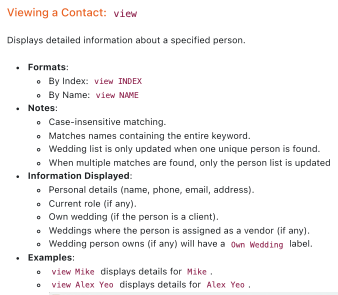 Viewing a Contact: view
Displays detailed information about a specified person.
Formats:
By Index: view INDEX
By Name: view NAME
Notes:
Case-insensitive matching.
Matches names containing the entire keyword.
Wedding list is only updated when one unique person is found.
When multiple matches are found, only the person list is updated
Information Displayed:
Personal details (name, phone, email, address).
Current role (if any).
Own wedding (if the person is a client).
Weddings where the person is assigned as a vendor (if any).
Wedding person owns (if any) will have a Own Wedding label.
Examples:
view Mike displays details for Mike .
view Alex Yeo displays details for Alex Yeo .